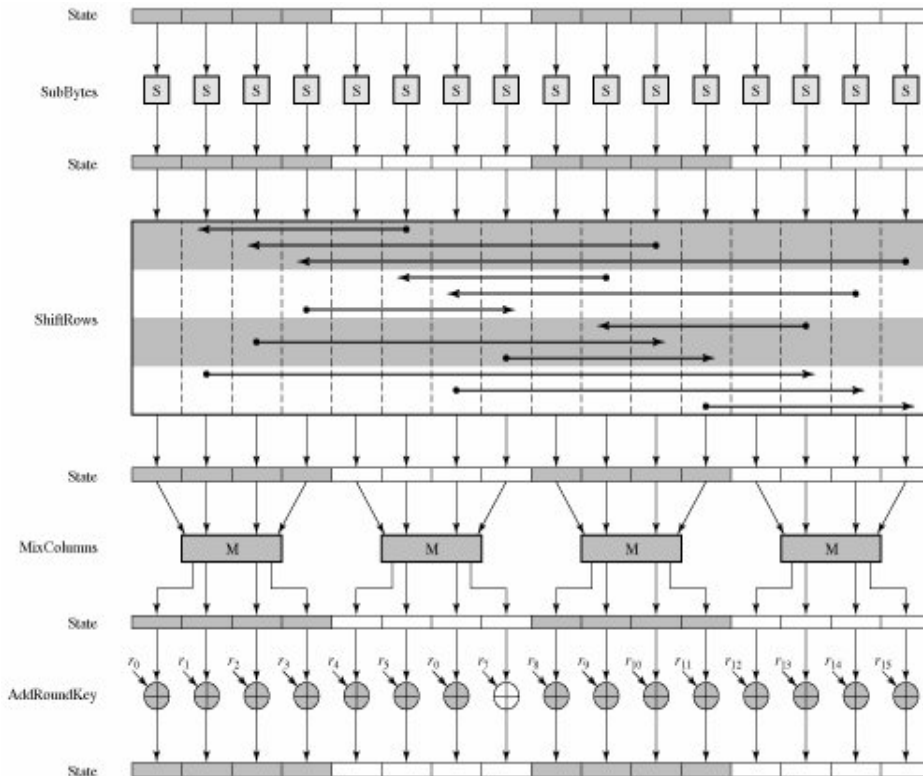 State
SubBytes S S S S S S S S S S S S S S S S
State
ShiftRows
State
MixColumns M M M M
State
r0 r1 r2 r3 r4 r5 r0 r7 r8 r9 r10 r11 r12 r13 r14 r15
AddRoundKey
State